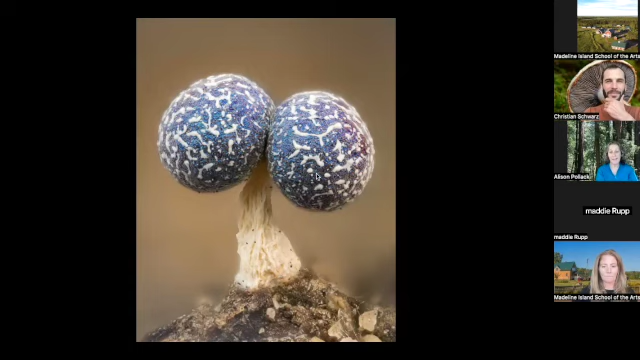 Madeline Island School of the Arts
Christian Schwarz
Alison Pollack
maddie Rupp
maddie Rupp
Madeline Island School of the Arts